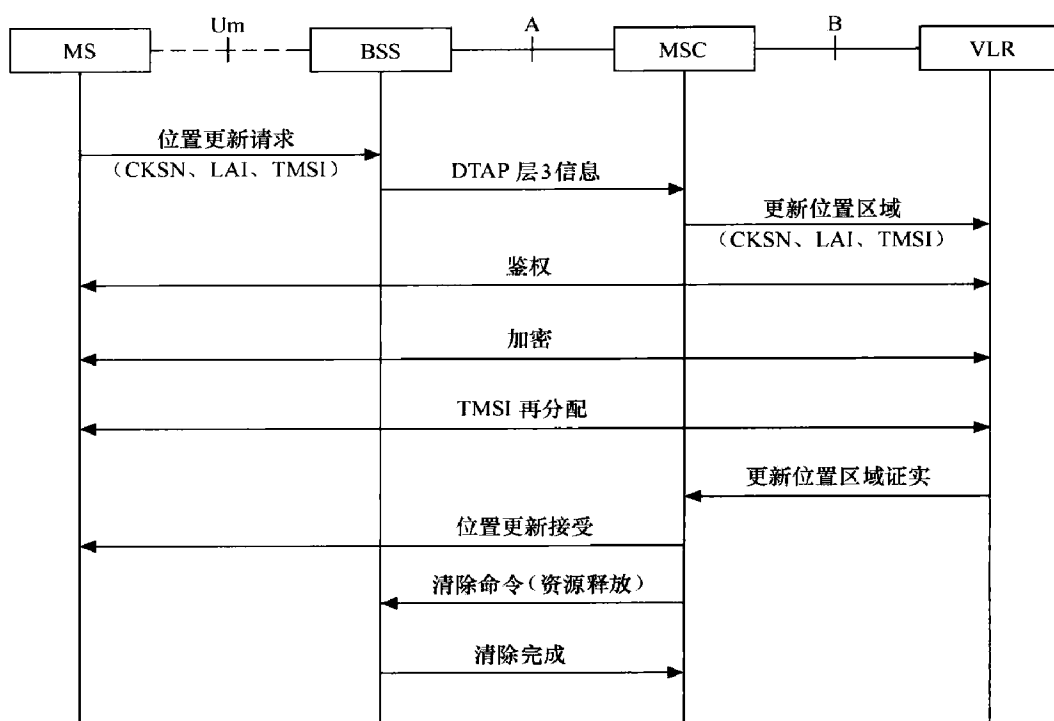 Um
A
B
MS
BSS
MSC
VLR
位置更新请求
（CKSN、LAI、TMSI）
DTAP 层3信息
更新位置区域
（CKSN、LAI、TMSI）
鉴权
加密
TMSI 再分配
更新位置区域证实
位置更新接受
清除命令（资源释放）
清除完成